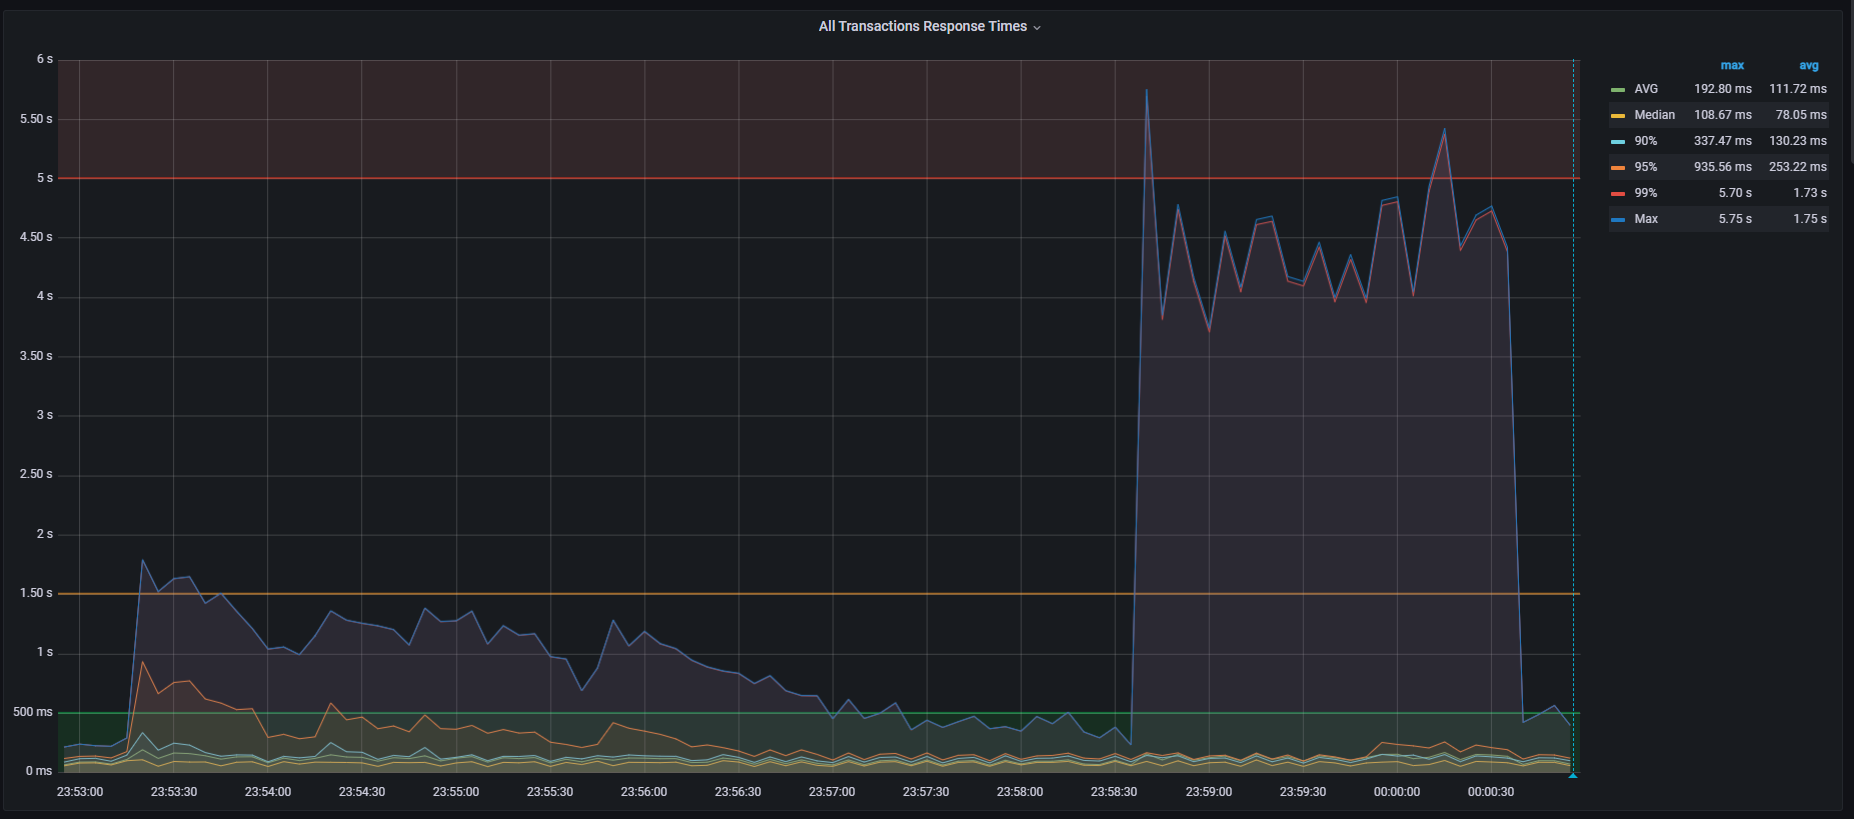 All Transactions Response Times
6 s
5.50 s
5 s
4.50 s
4 s
3.50 s
3 s
2.50 s
2 s
1.50 s
1 s
500 ms
0 ms
23:53:00 23:53:30 23:54:00 23:54:30 23:55:00 23:55:30 23:56:00 23:56:30 23:57:00 23:57:30 23:58:00 23:58:30 23:59:00 23:59:30 00:00:00 00:00:30
max avg
AVG 192.80 ms 111.72 ms
Median 108.67 ms 78.05 ms
90% 337.47 ms 130.23 ms
95% 935.56 ms 253.22 ms
99% 5.70 s 1.73 s
Max 5.75 s 1.75 s